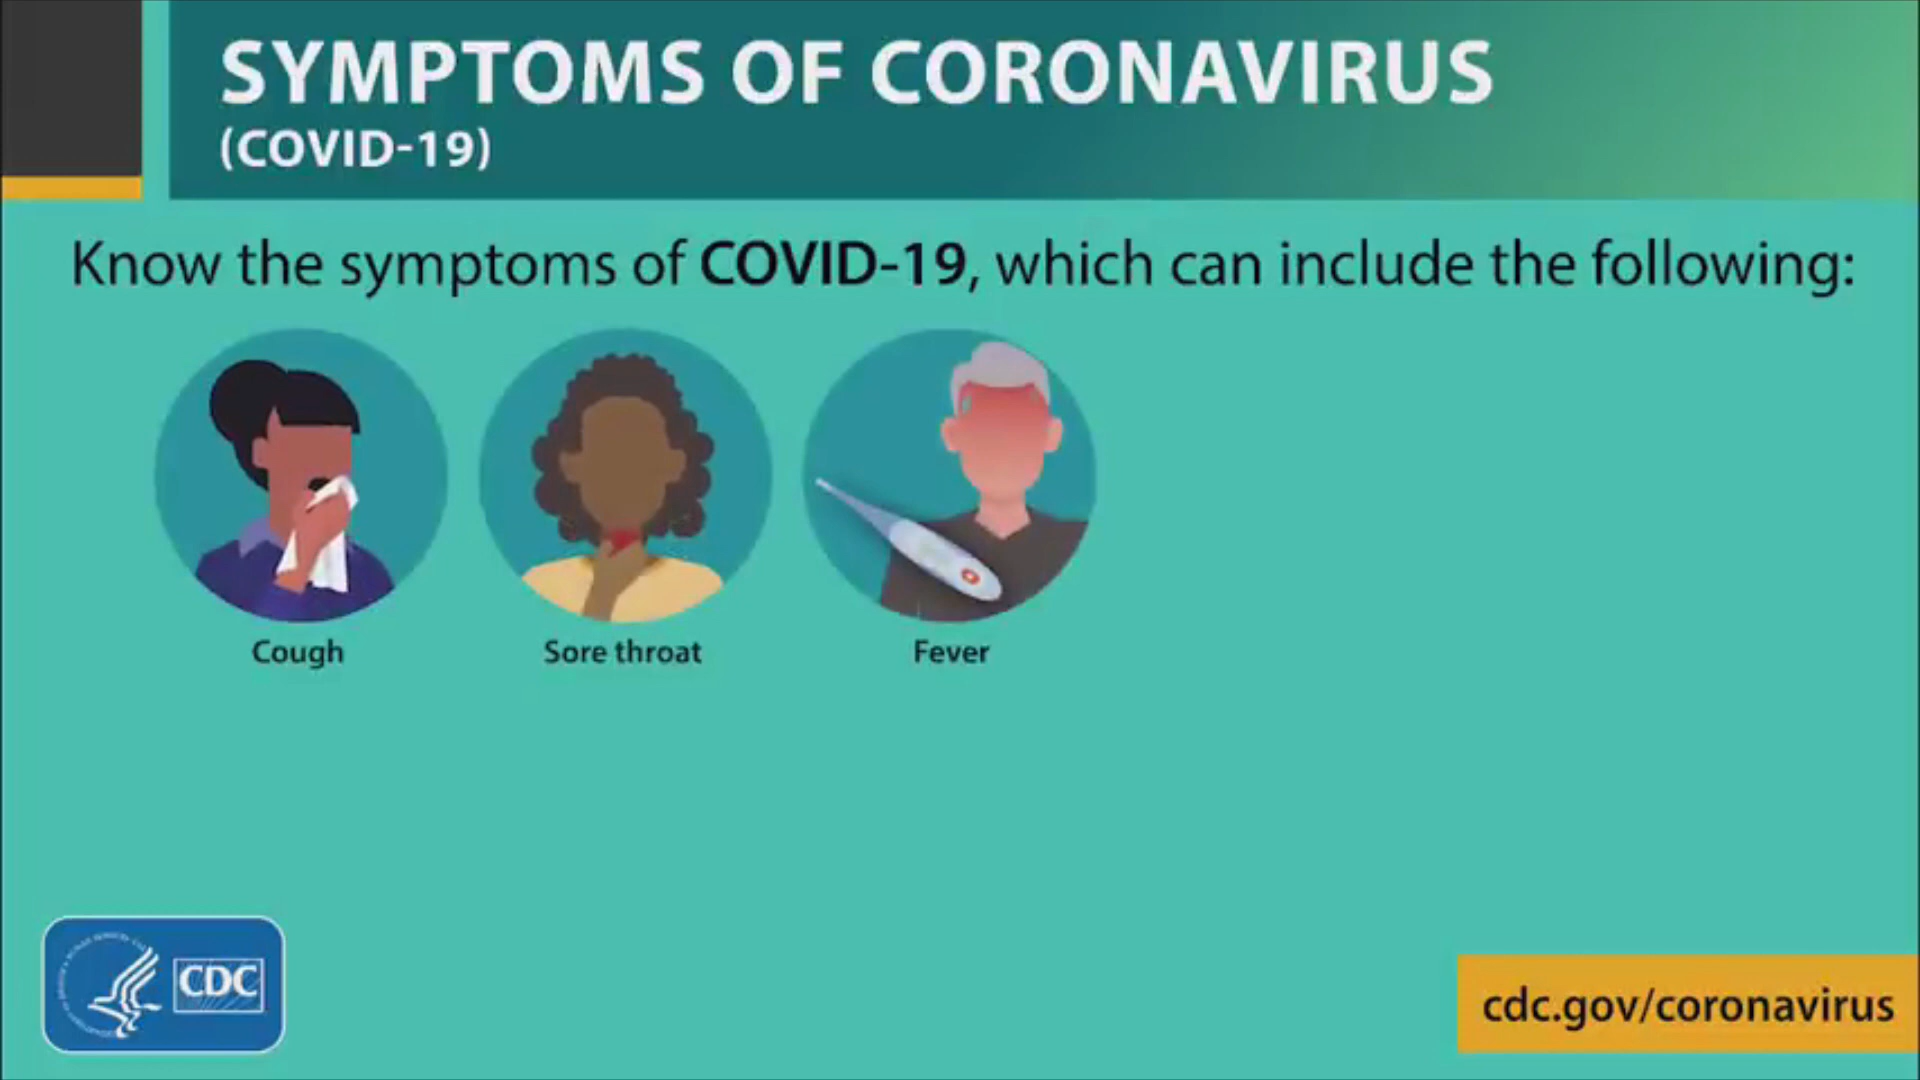 SYMPTOMS OF CORONAVIRUS
(COVID-19)
Know the symptoms of COVID-19, which can include the following:
Cough
Sore throat
Fever
CDC
cdc.gov/coronavirus